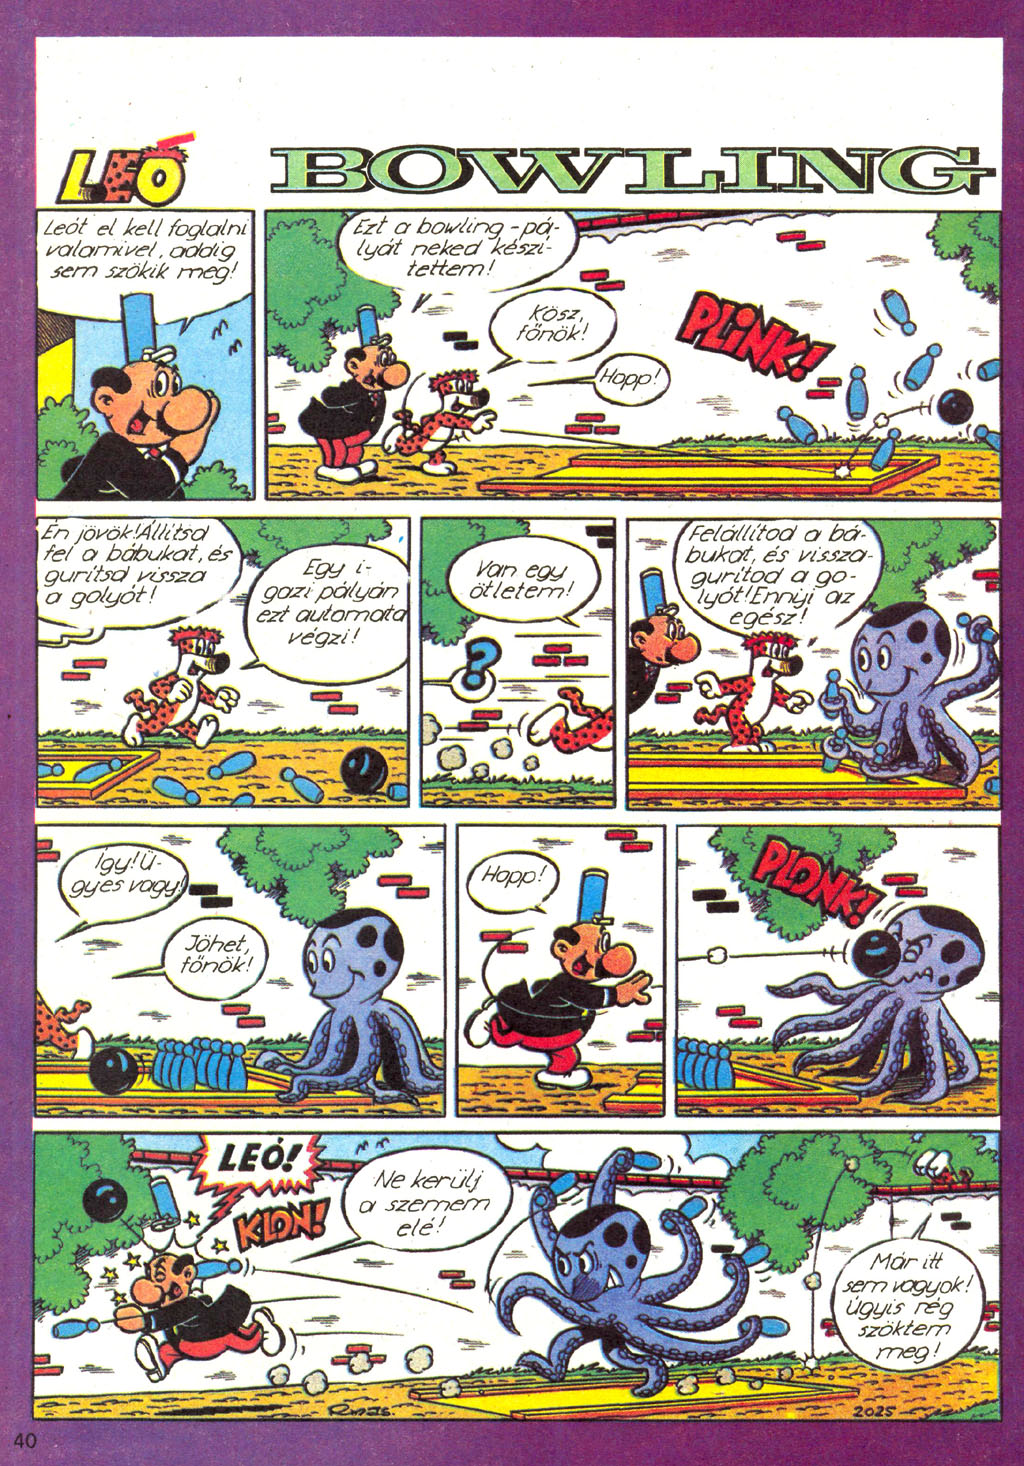 LEÓ
BOWLING
Leót el kell foglalni
valamivel, addig
sem szökik meg!
Ezt a bowling-pá-
lyát neked készí-
tettem!
Kösz,
főnök!
Hopp!
PLINK!
Én jövök! Állítsd
fel a bábukat, és
gurítsd vissza
a golyót!
Egy i-
gazi pályán
ezt automata
végzi!
Van egy
ötletem!
?
Felállítod a bá-
bukat, és vissza-
gurítod a go-
lyót! Ennyi az
egész!
Így! Ü-
gyes vagy!
Jöhet,
főnök!
Hopp!
PLONK!
LEÓ!
KLON!
Ne kerülj
a szemem
elé!
Már itt
sem vagyok!
Úgyis rég
szöktem
meg!
2025
40